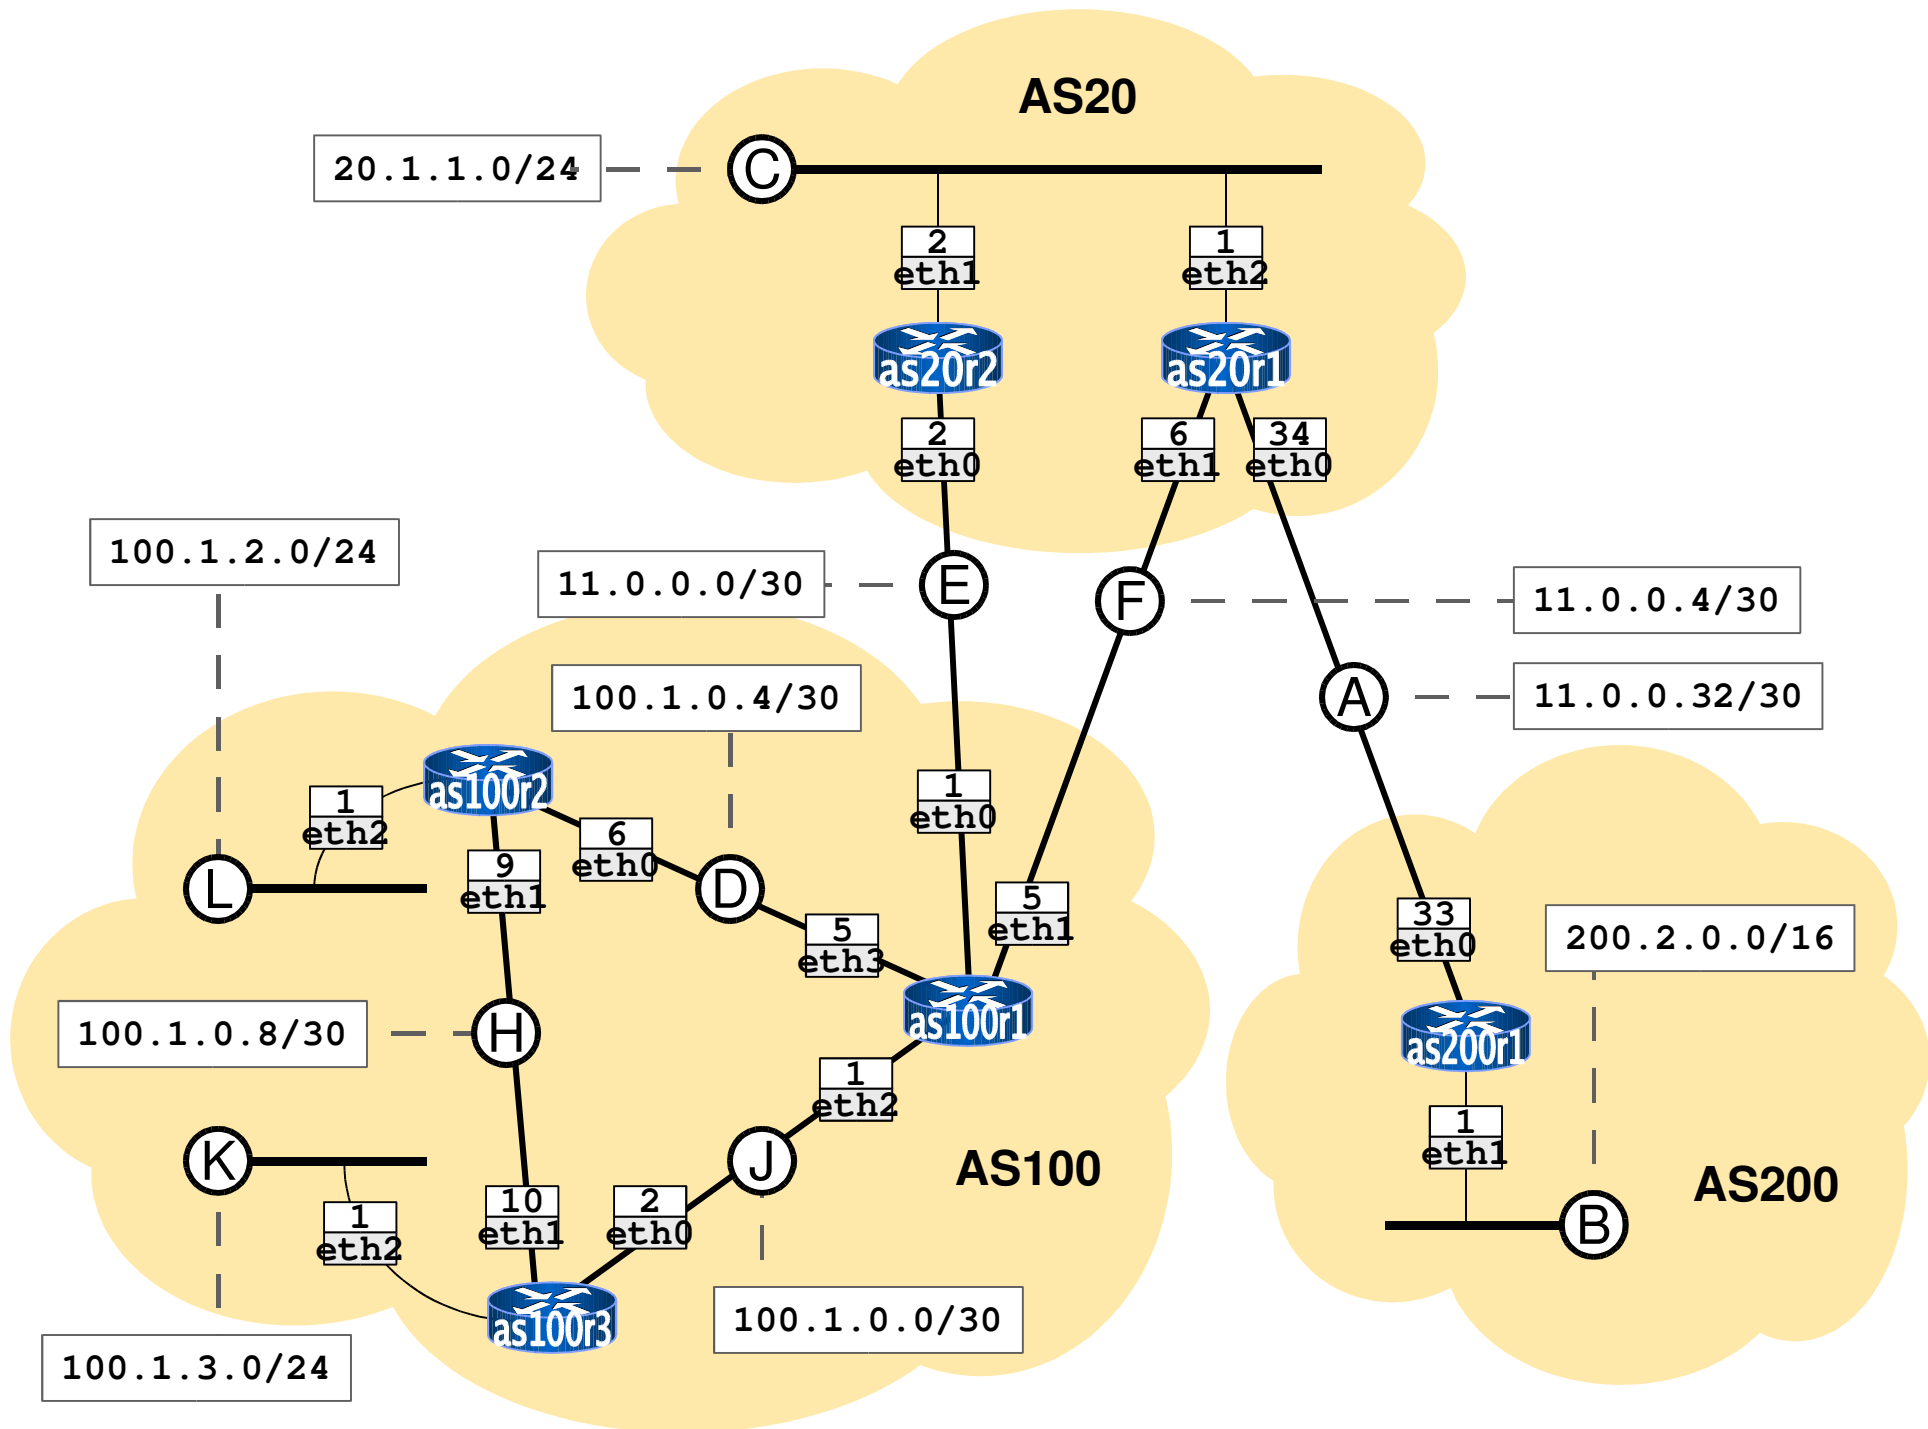 AS20
20.1.1.0/24
C
2
eth1
1
eth2
as20r2
as20r1
2
eth0
6
eth1
34
eth0
100.1.2.0/24
11.0.0.0/30
E
F
11.0.0.4/30
100.1.0.4/30
A
11.0.0.32/30
as100r2
1
eth2
1
eth0
6
eth0
9
eth1
L
D
5
eth1
33
eth0
200.2.0.0/16
5
eth3
as100r1
100.1.0.8/30
H
as200r1
1
eth2
1
eth1
K
J
AS100
AS200
10
eth1
2
eth0
1
eth2
B
as100r3
100.1.0.0/30
100.1.3.0/24